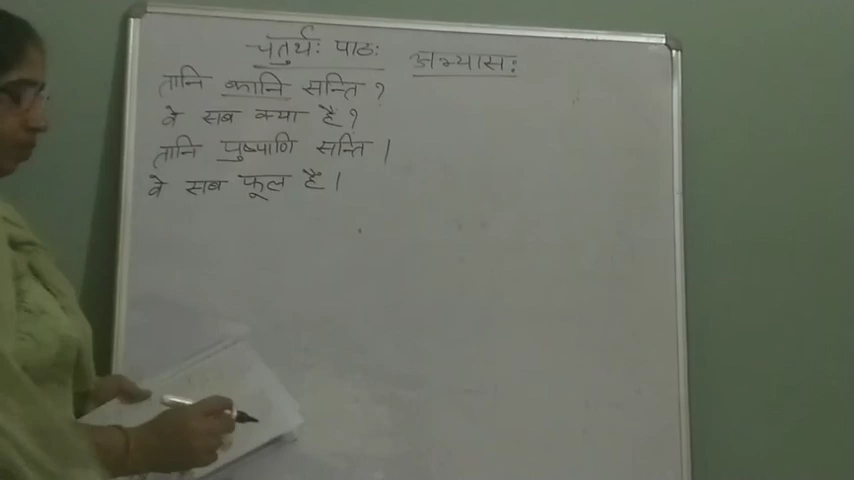 चतुर्थः पाठः अभ्यासः
तानि कानि सन्ति ?
वे सब क्या हैं ?
तानि पुष्पाणि सन्ति ।
वे सब फूल हैं ।